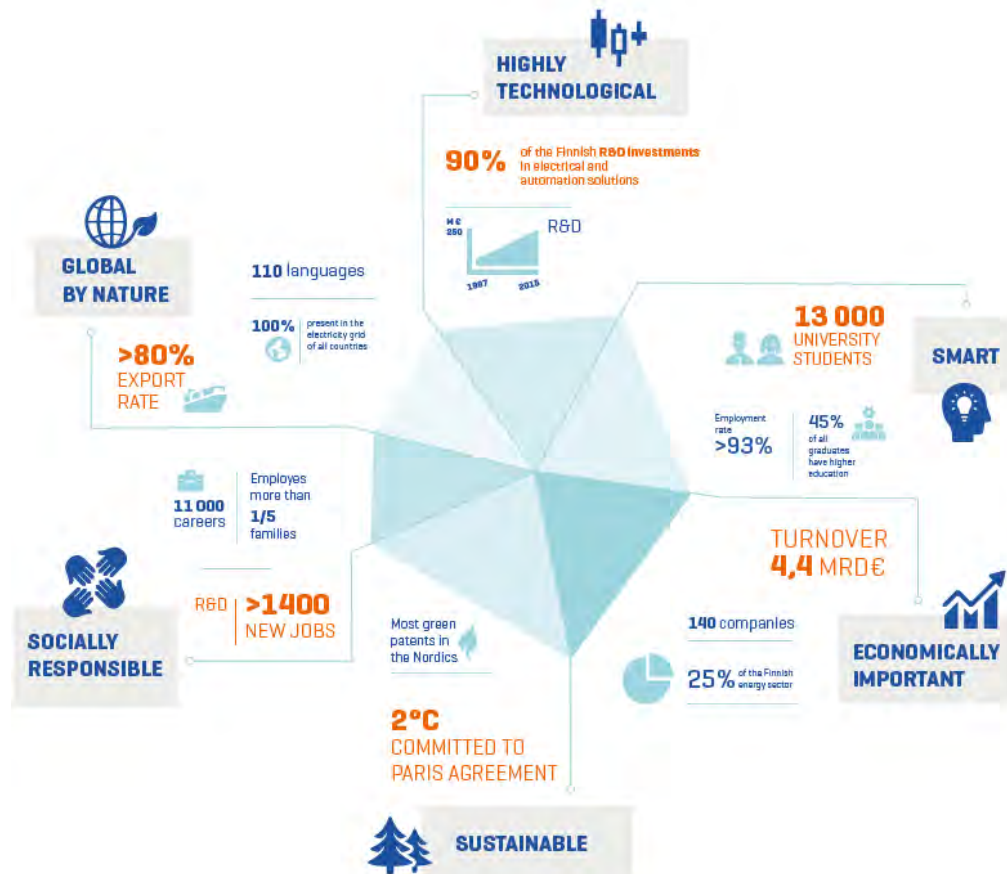 HIGHLY
TECHNOLOGICAL
90%
of the Finnish R&D investments
in electrical and
automation solutions
M €
250
R&D
1997
2015
GLOBAL
BY NATURE
110 languages
100%
present in the
electricity grid
of all countries
>80%
EXPORT
RATE
13 000
UNIVERSITY
STUDENTS
SMART
Employment
rate
>93%
45%
of all
graduates
have higher
education
11 000
careers
Employes
more than
1/5
families
R&D
>1400
NEW JOBS
SOCIALLY
RESPONSIBLE
TURNOVER
4,4 MRD€
140 companies
25% of the Finnish
energy sector
ECONOMICALLY
IMPORTANT
Most green
patents in
the Nordics
2°C
COMMITTED TO
PARIS AGREEMENT
SUSTAINABLE